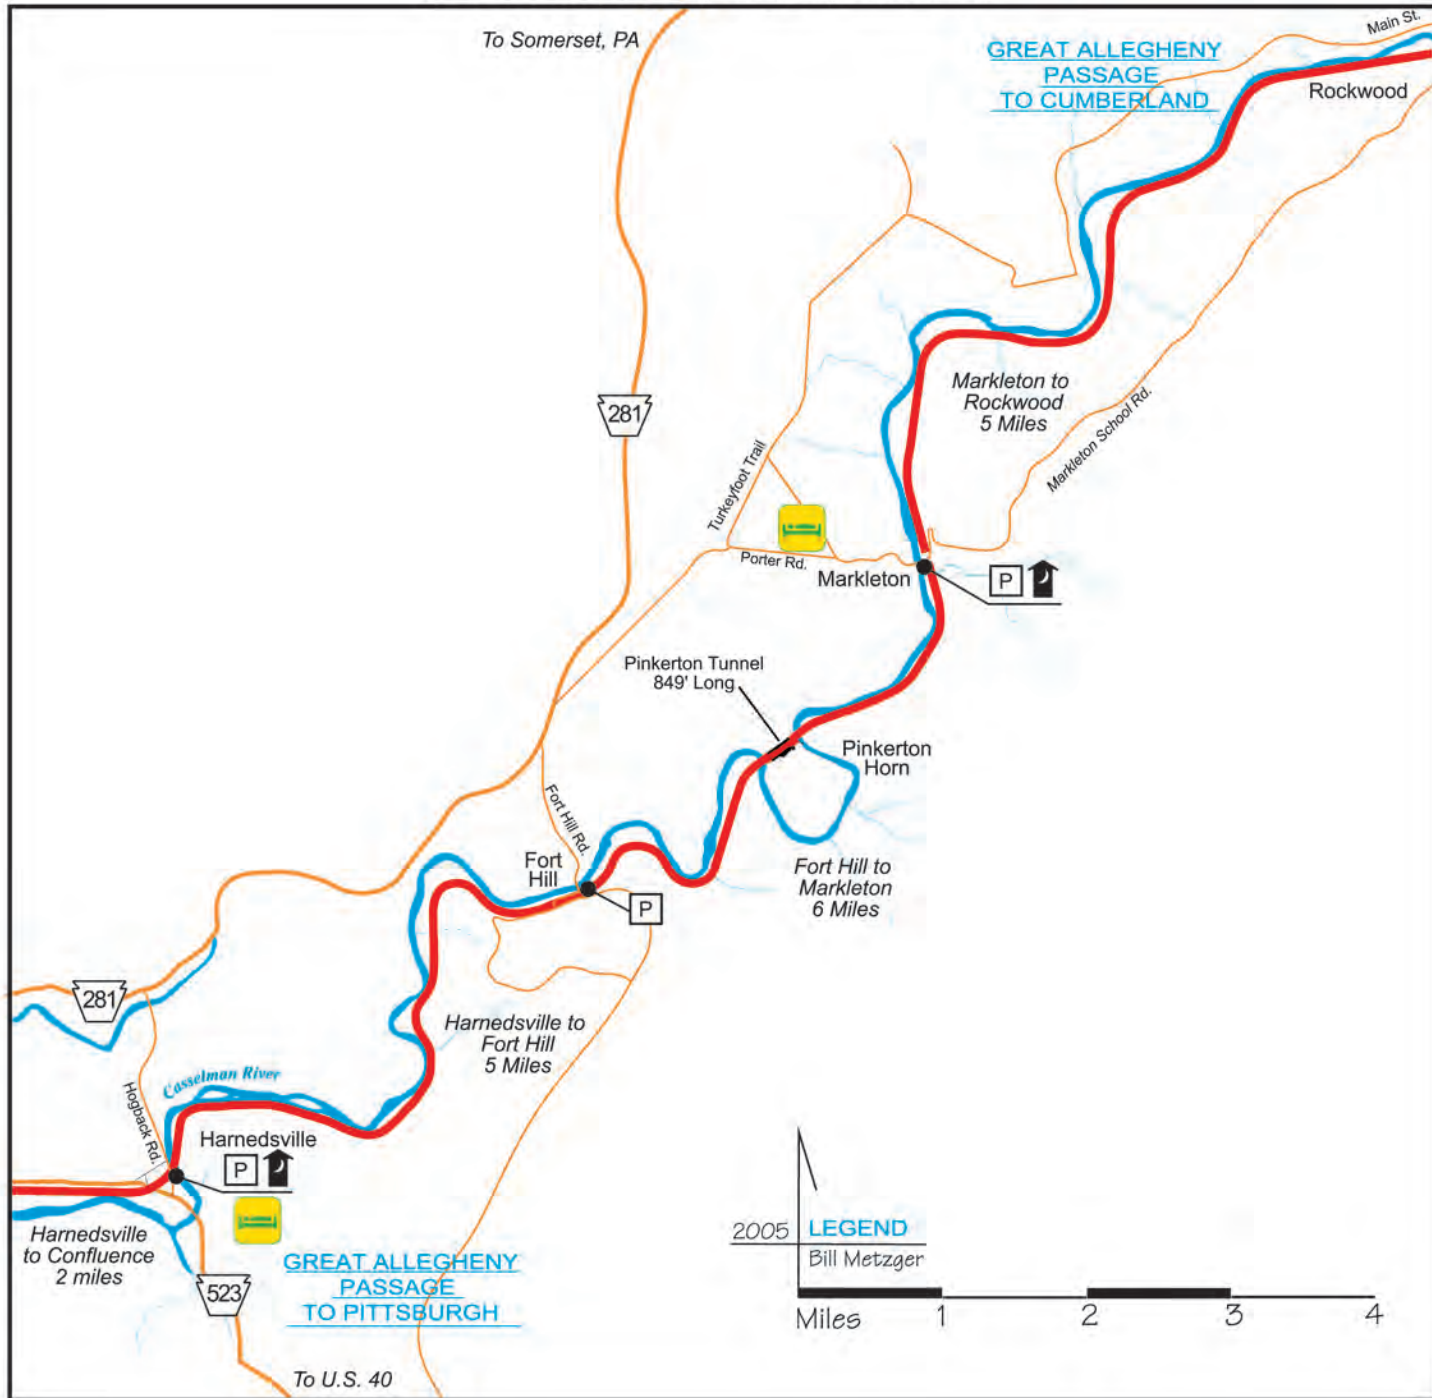 To Somerset, PA
Main St.
GREAT ALLEGHENY
PASSAGE
TO CUMBERLAND
Rockwood
Markleton to
Rockwood
5 Miles
281
Markleton School Rd.
Turkeyfoot Trail
Porter Rd.
Markleton
P
Pinkerton Tunnel
849' Long
Pinkerton
Horn
Fort Hill Rd.
Fort
Hill
Fort Hill to
Markleton
6 Miles
P
281
Harnedsville to
Fort Hill
5 Miles
Casselman River
Hogback Rd.
Harnedsville
P
Harnedsville
to Confluence
2 miles
GREAT ALLEGHENY
PASSAGE
TO PITTSBURGH
523
To U.S. 40
2005 LEGEND
Bill Metzger
Miles 1 2 3 4